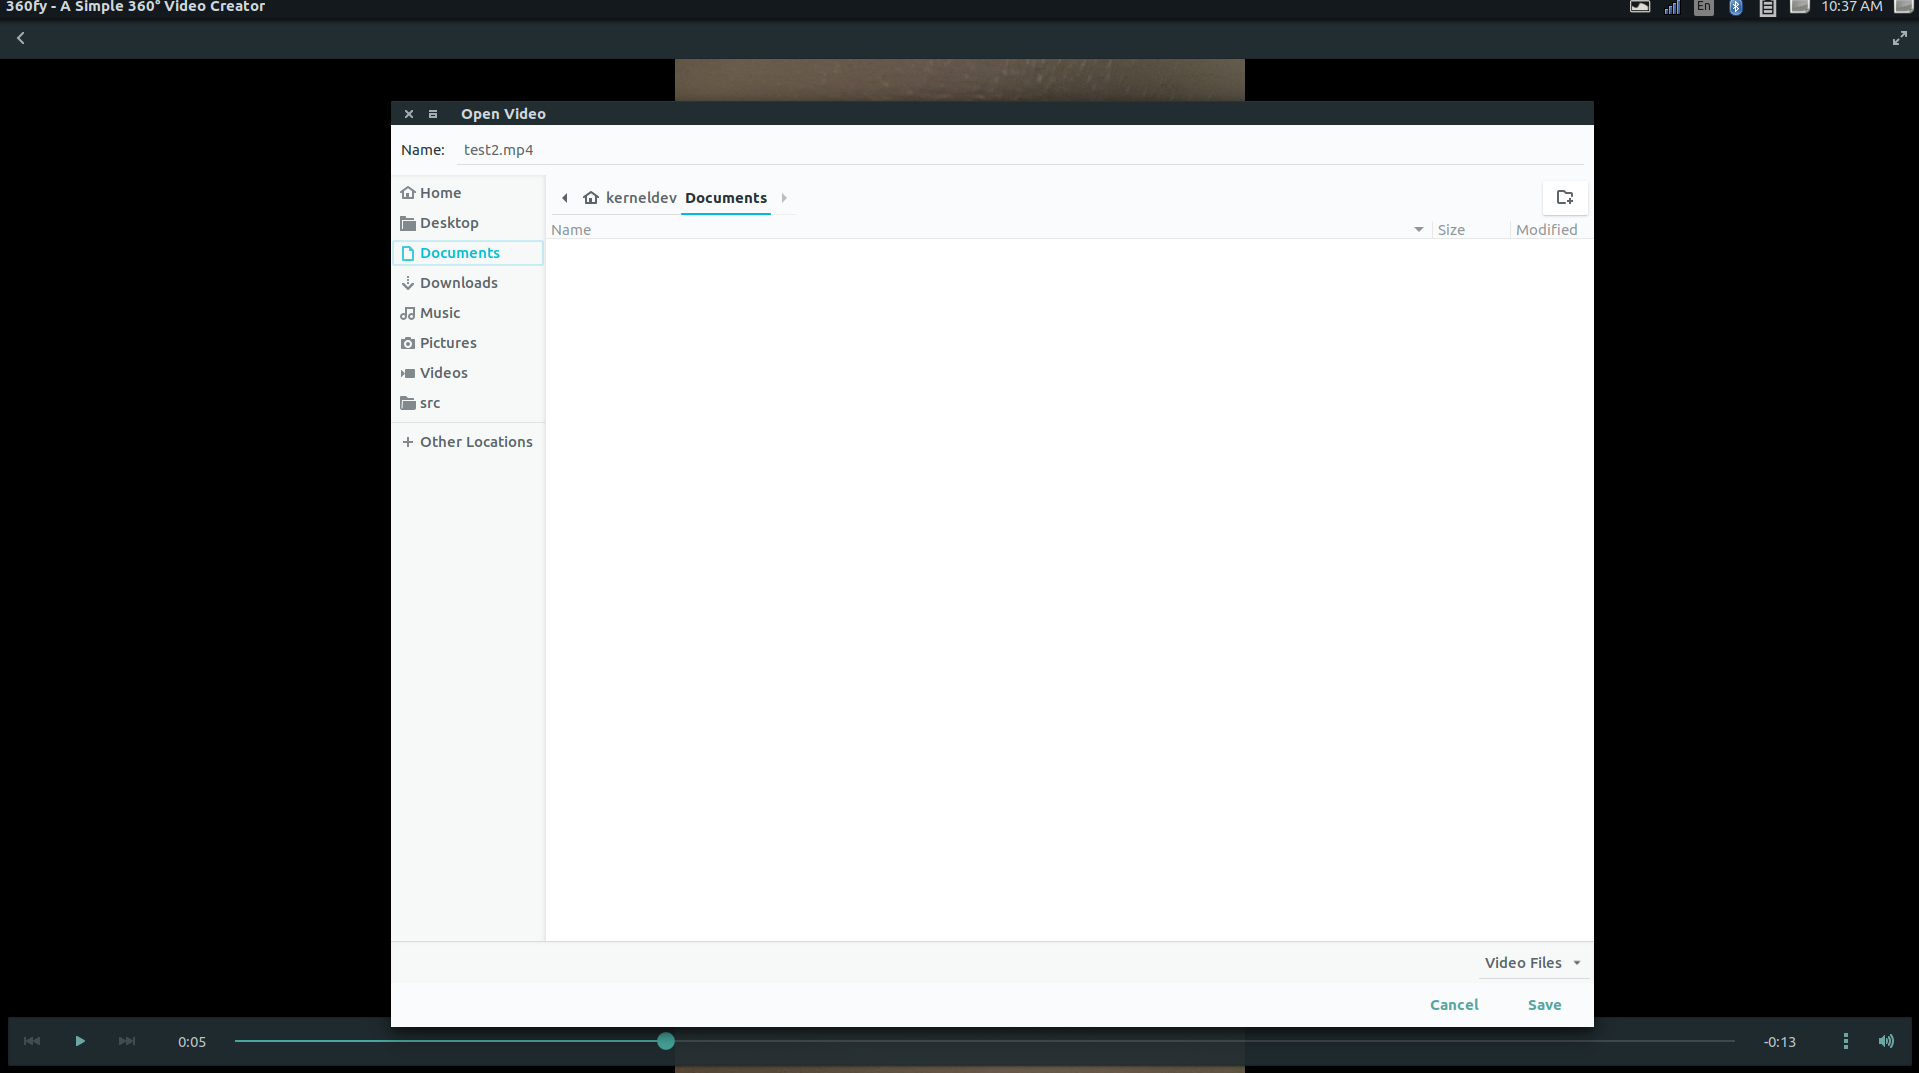 360fy - A Simple 360° Video Creator
En
10:37 AM
Open Video
Name: test2.mp4
Home
Desktop
Documents
Downloads
Music
Pictures
Videos
src
Other Locations
kerneldev Documents
Name Size Modified
Video Files
Cancel Save
0:05 -0:13